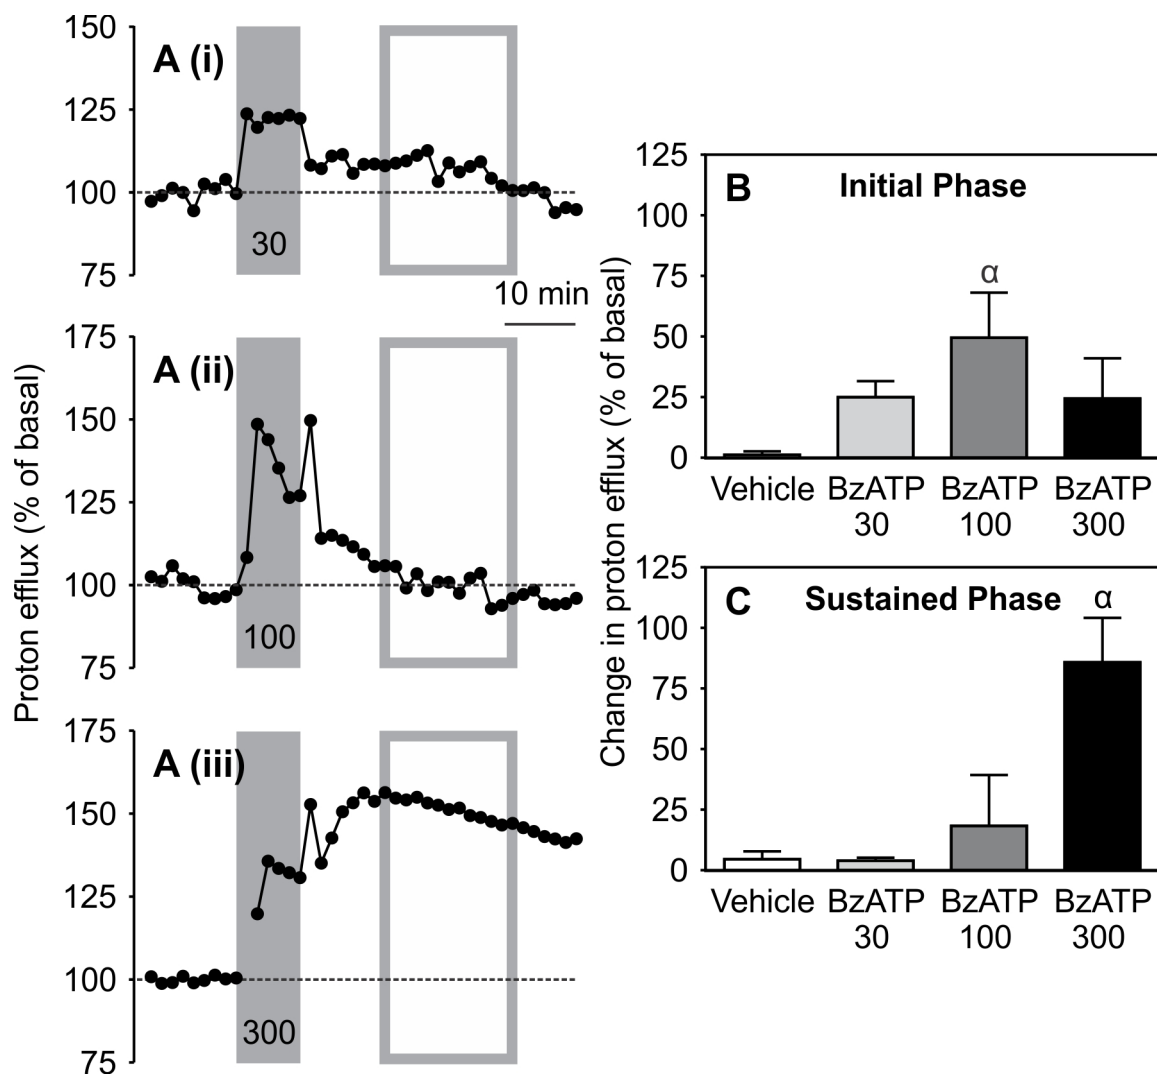 Proton efflux (% of basal)
150
125
100
75
A (i)
30
10 min
175
150
125
100
75
A (ii)
100
175
150
125
100
75
A (iii)
300
Change in proton efflux (% of basal)
125
100
75
50
25
0
B
Initial Phase
α
Vehicle BzATP BzATP BzATP
30 100 300
125
100
75
50
25
0
C
Sustained Phase
α
Vehicle BzATP BzATP BzATP
30 100 300